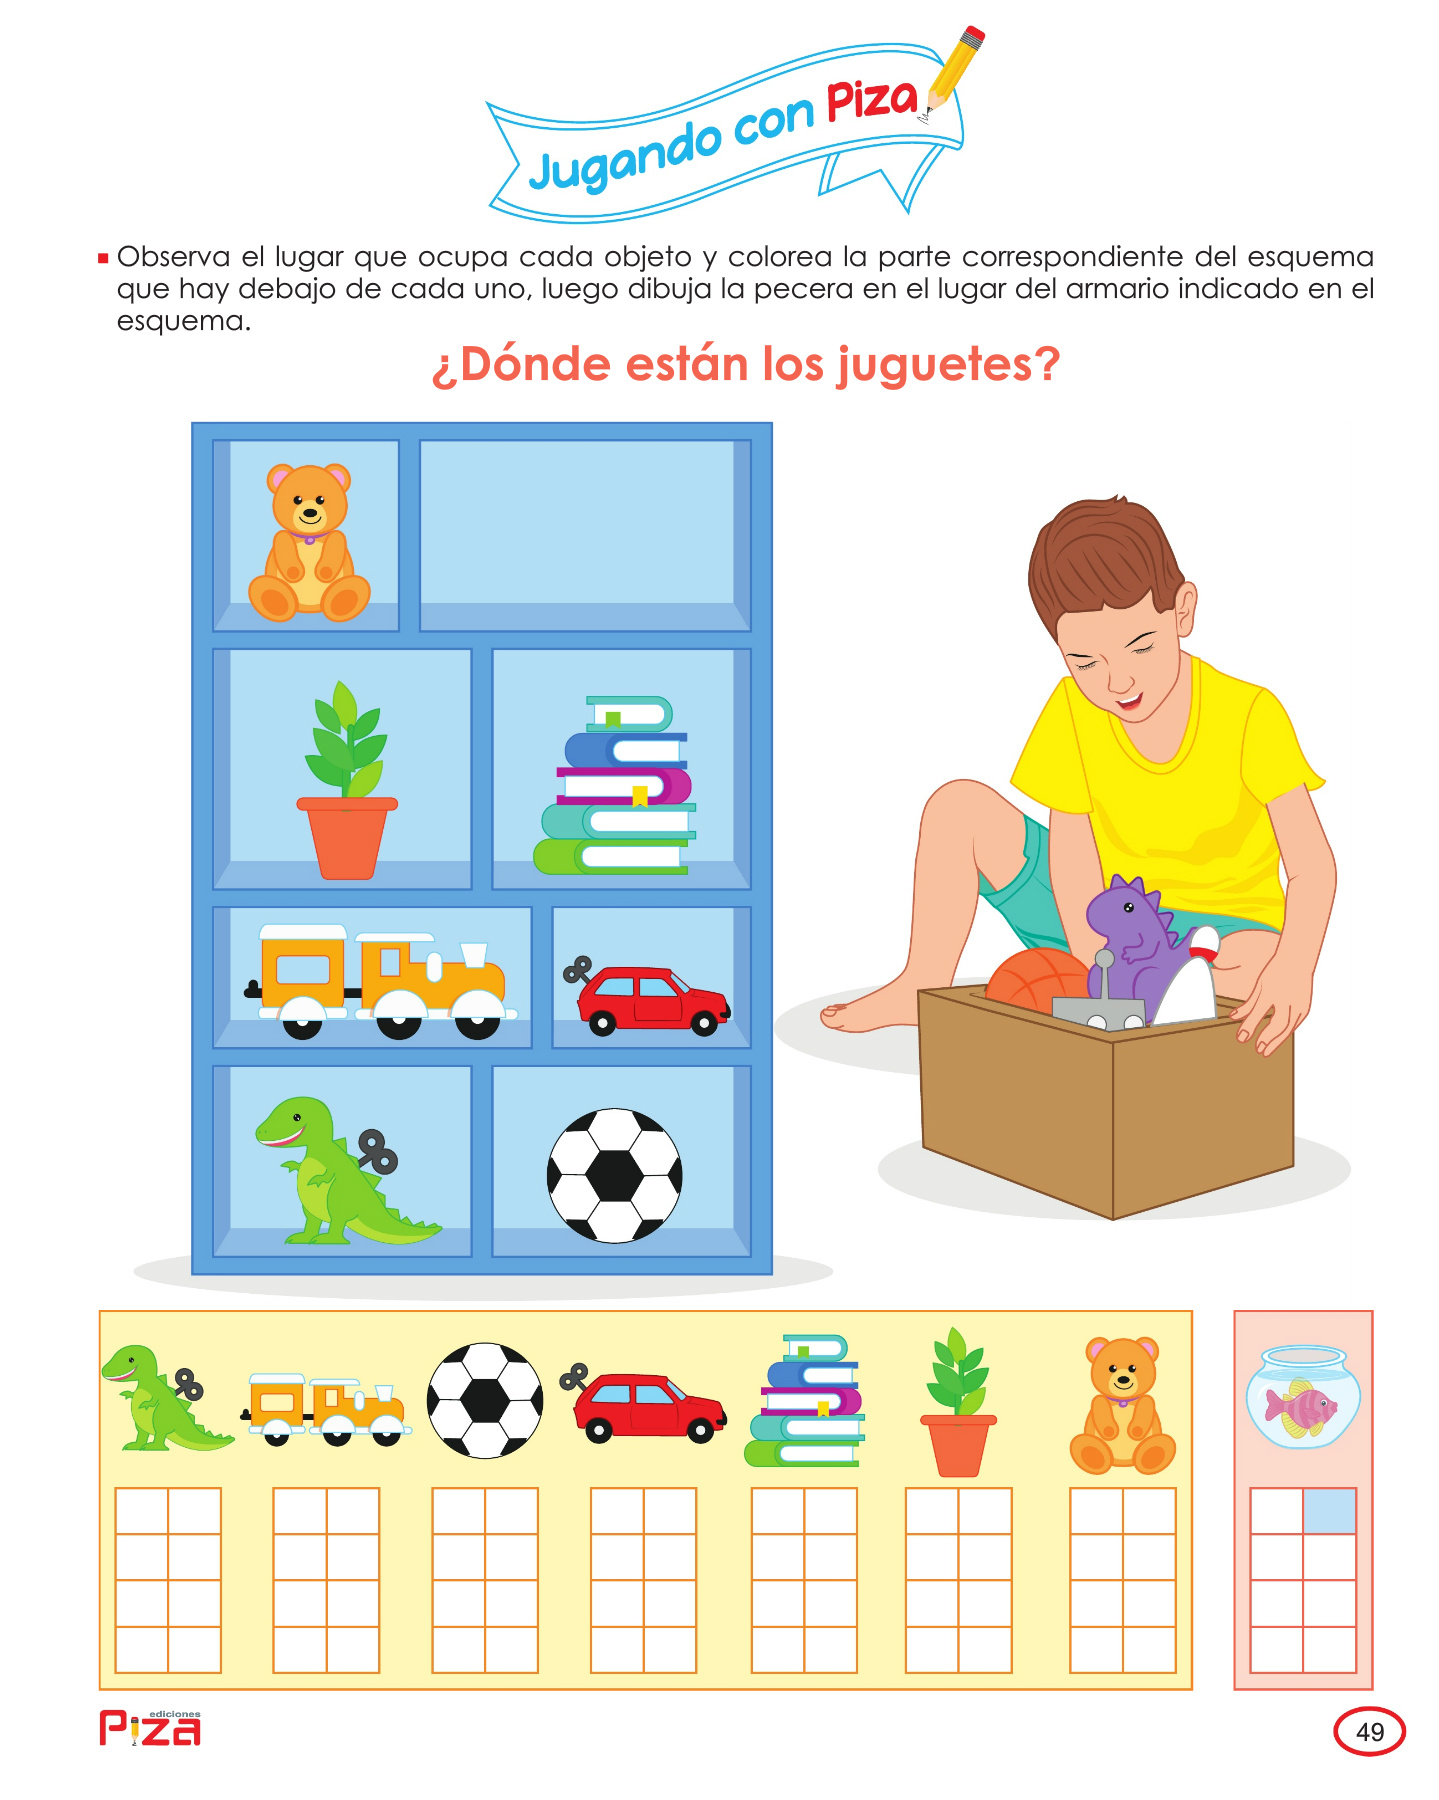 Jugando con Piza
Observa el lugar que ocupa cada objeto y colorea la parte correspondiente del esquema
que hay debajo de cada uno, luego dibuja la pecera en el lugar del armario indicado en el
esquema.
¿Dónde están los juguetes?
ediciones
Piza
49